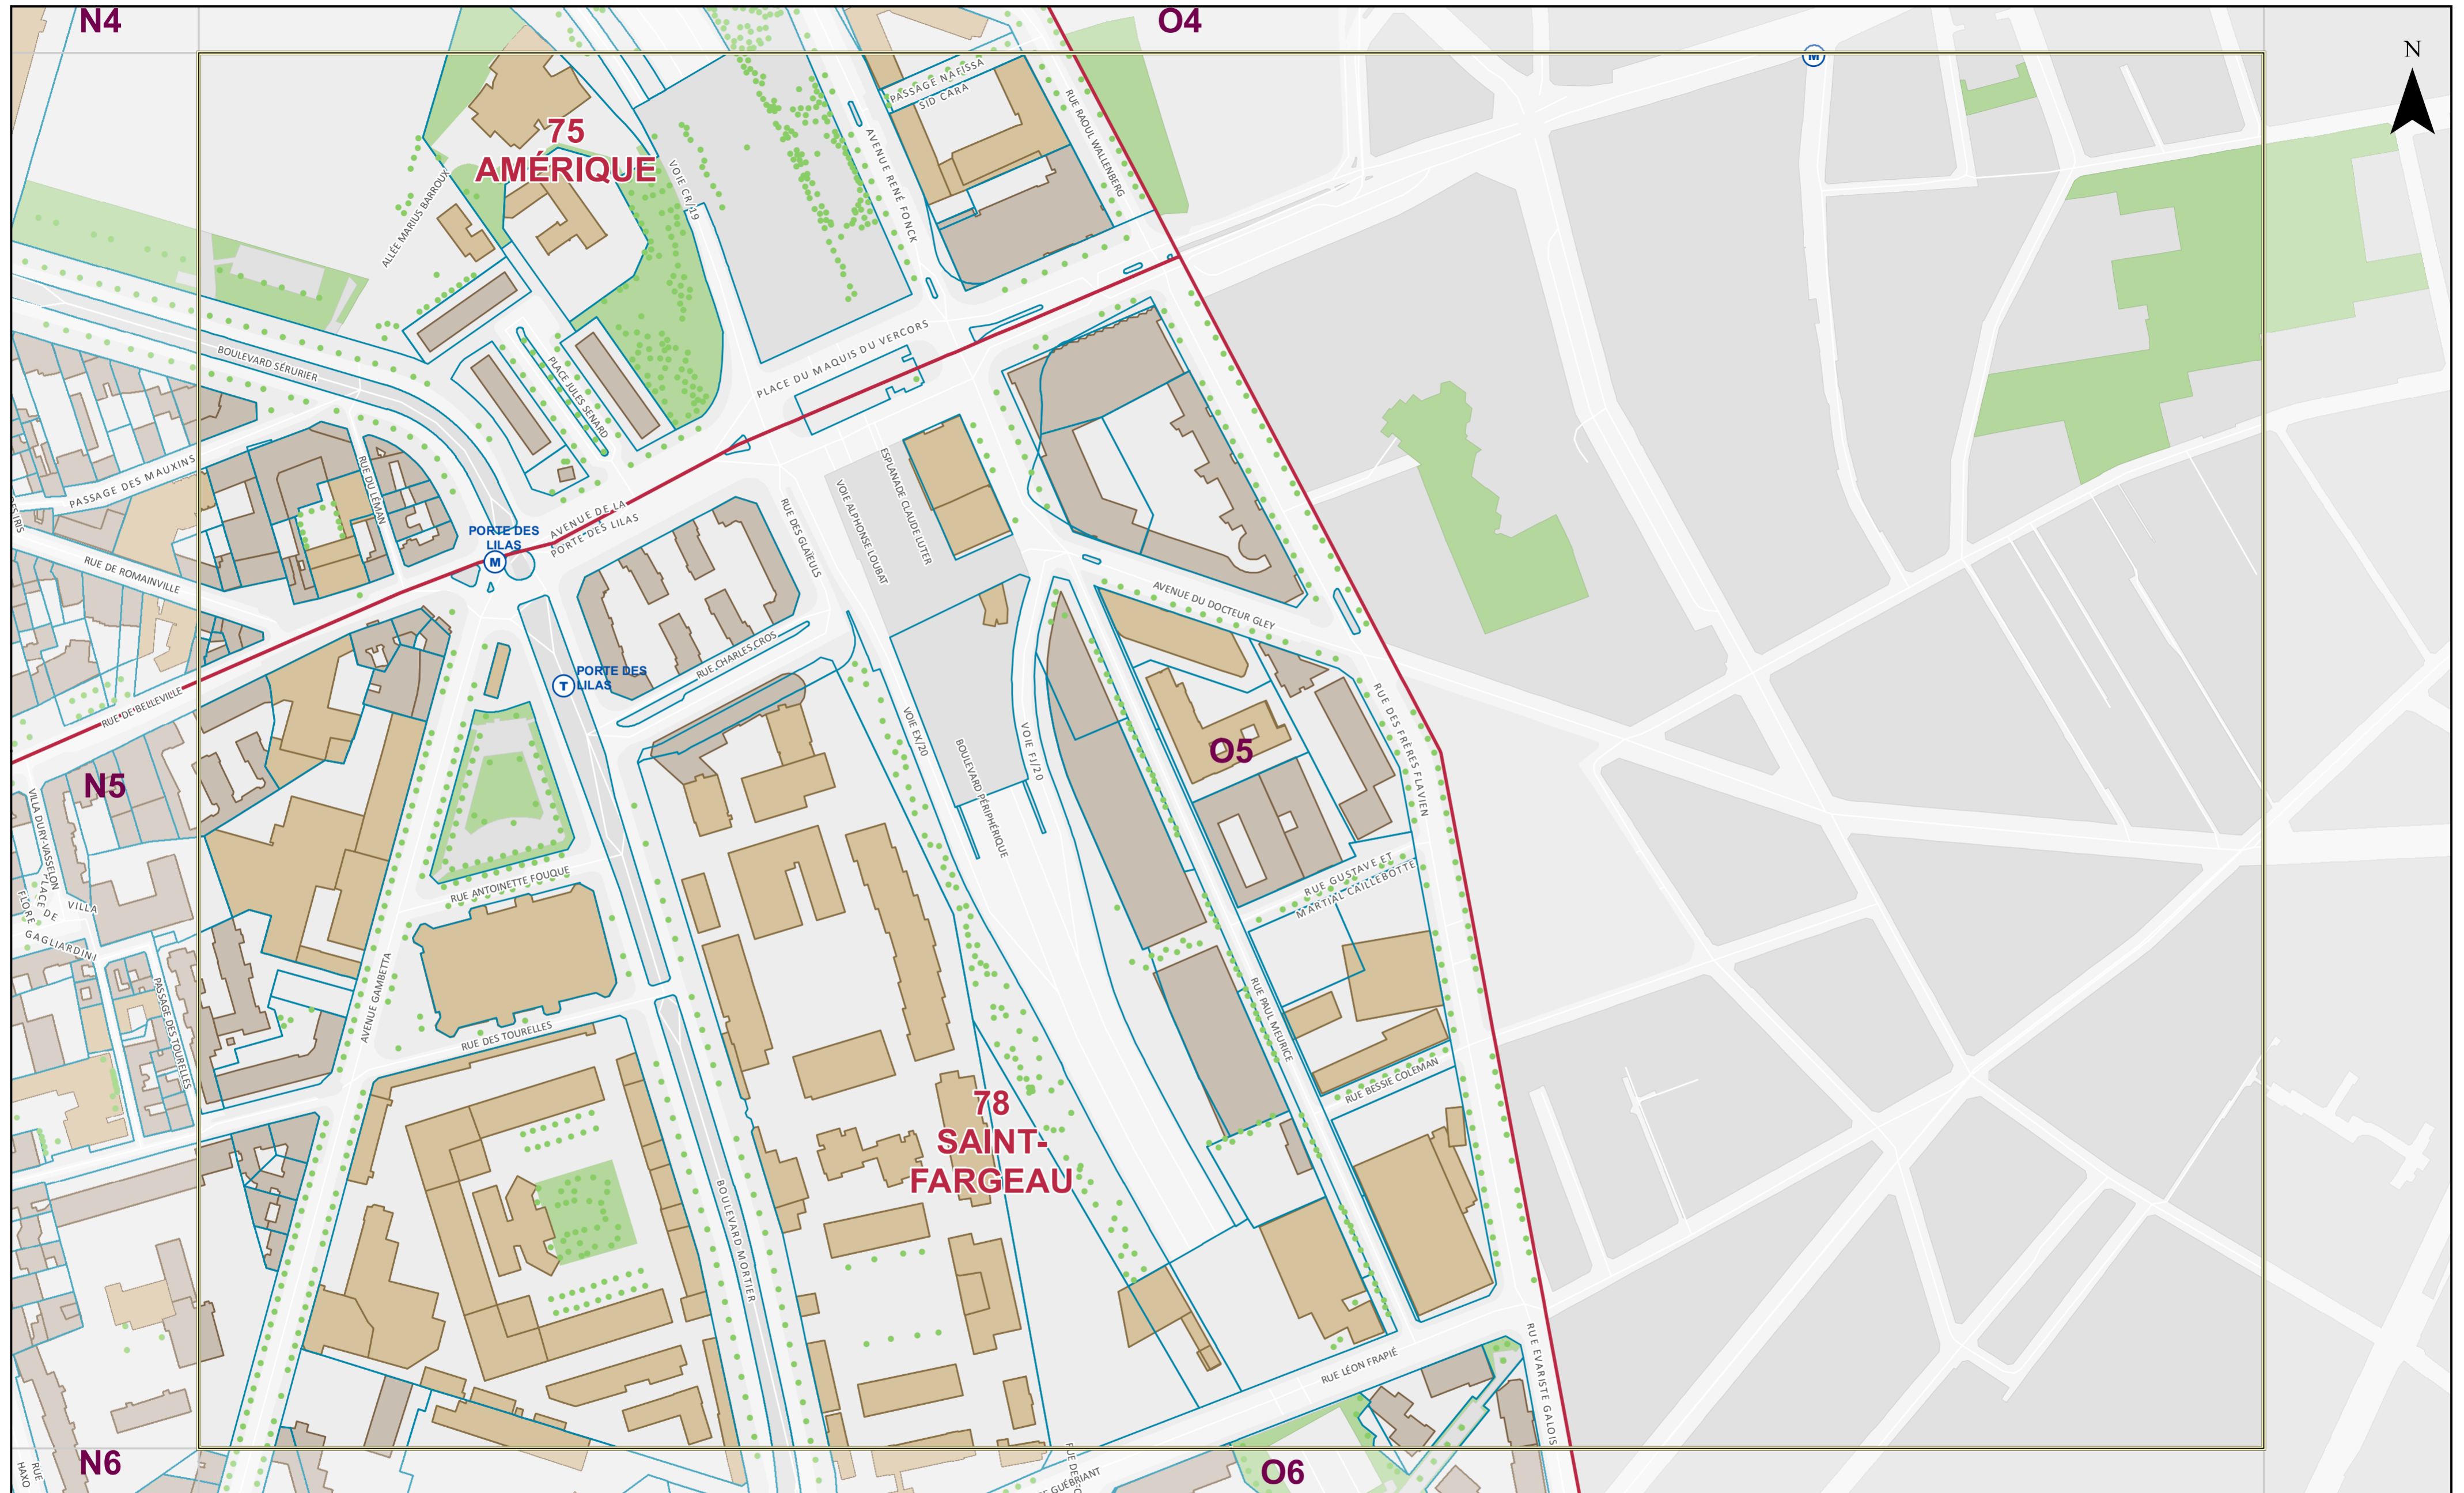 N4
O4
N
M
PASSAGE NAFISSA
SID CARA
RUE RAOUL WALLENBERG
75
AMÉRIQUE
AVENUE RENÉ FONCK
VOIE CR/19
ALLÉE MARIUS BARROUX
BOULEVARD SÉRURIER
PLACE DU MAQUIS DU VERCORS
PLACE JULES SENARD
PASSAGE DES MAUXINS
RUE DU LÉMAN
ESPLANADE CLAUDE LUTER
VOIE ALPHONSE LOUBAT
RUE DES GLAÏEULS
AVENUE DE LA
PORTE DES LILAS
PORTE DES
LILAS
M
RUE DE ROMAINVILLE
AVENUE DU DOCTEUR GLEY
RUE CHARLES CROS
PORTE DES
LILAS
T
RUE DE BELLEVILLE
VOIE EX/20
BOULEVARD PÉRIPHÉRIQUE
VOIE FJ/20
RUE DES FRÈRES FLAVIEN
O5
N5
VILLA DURY-VASSELON
RUE ANTOINETTE FOUQUE
RUE GUSTAVE ET
MARTIAL CAILLEBOTTE
VILLA
DE
GAGLIARDINI
PASSAGE DES TOURELLES
AVENUE GAMBETTA
RUE DES TOURELLES
RUE PAUL MEURICE
RUE BESSIE COLEMAN
78
SAINT-
FARGEAU
BOULEVARD MORTIER
RUE LÉON FRAPIÉ
RUE EVARISTE GALOIS
N6
RUE
HAXO
O6
GUÉBRIANT